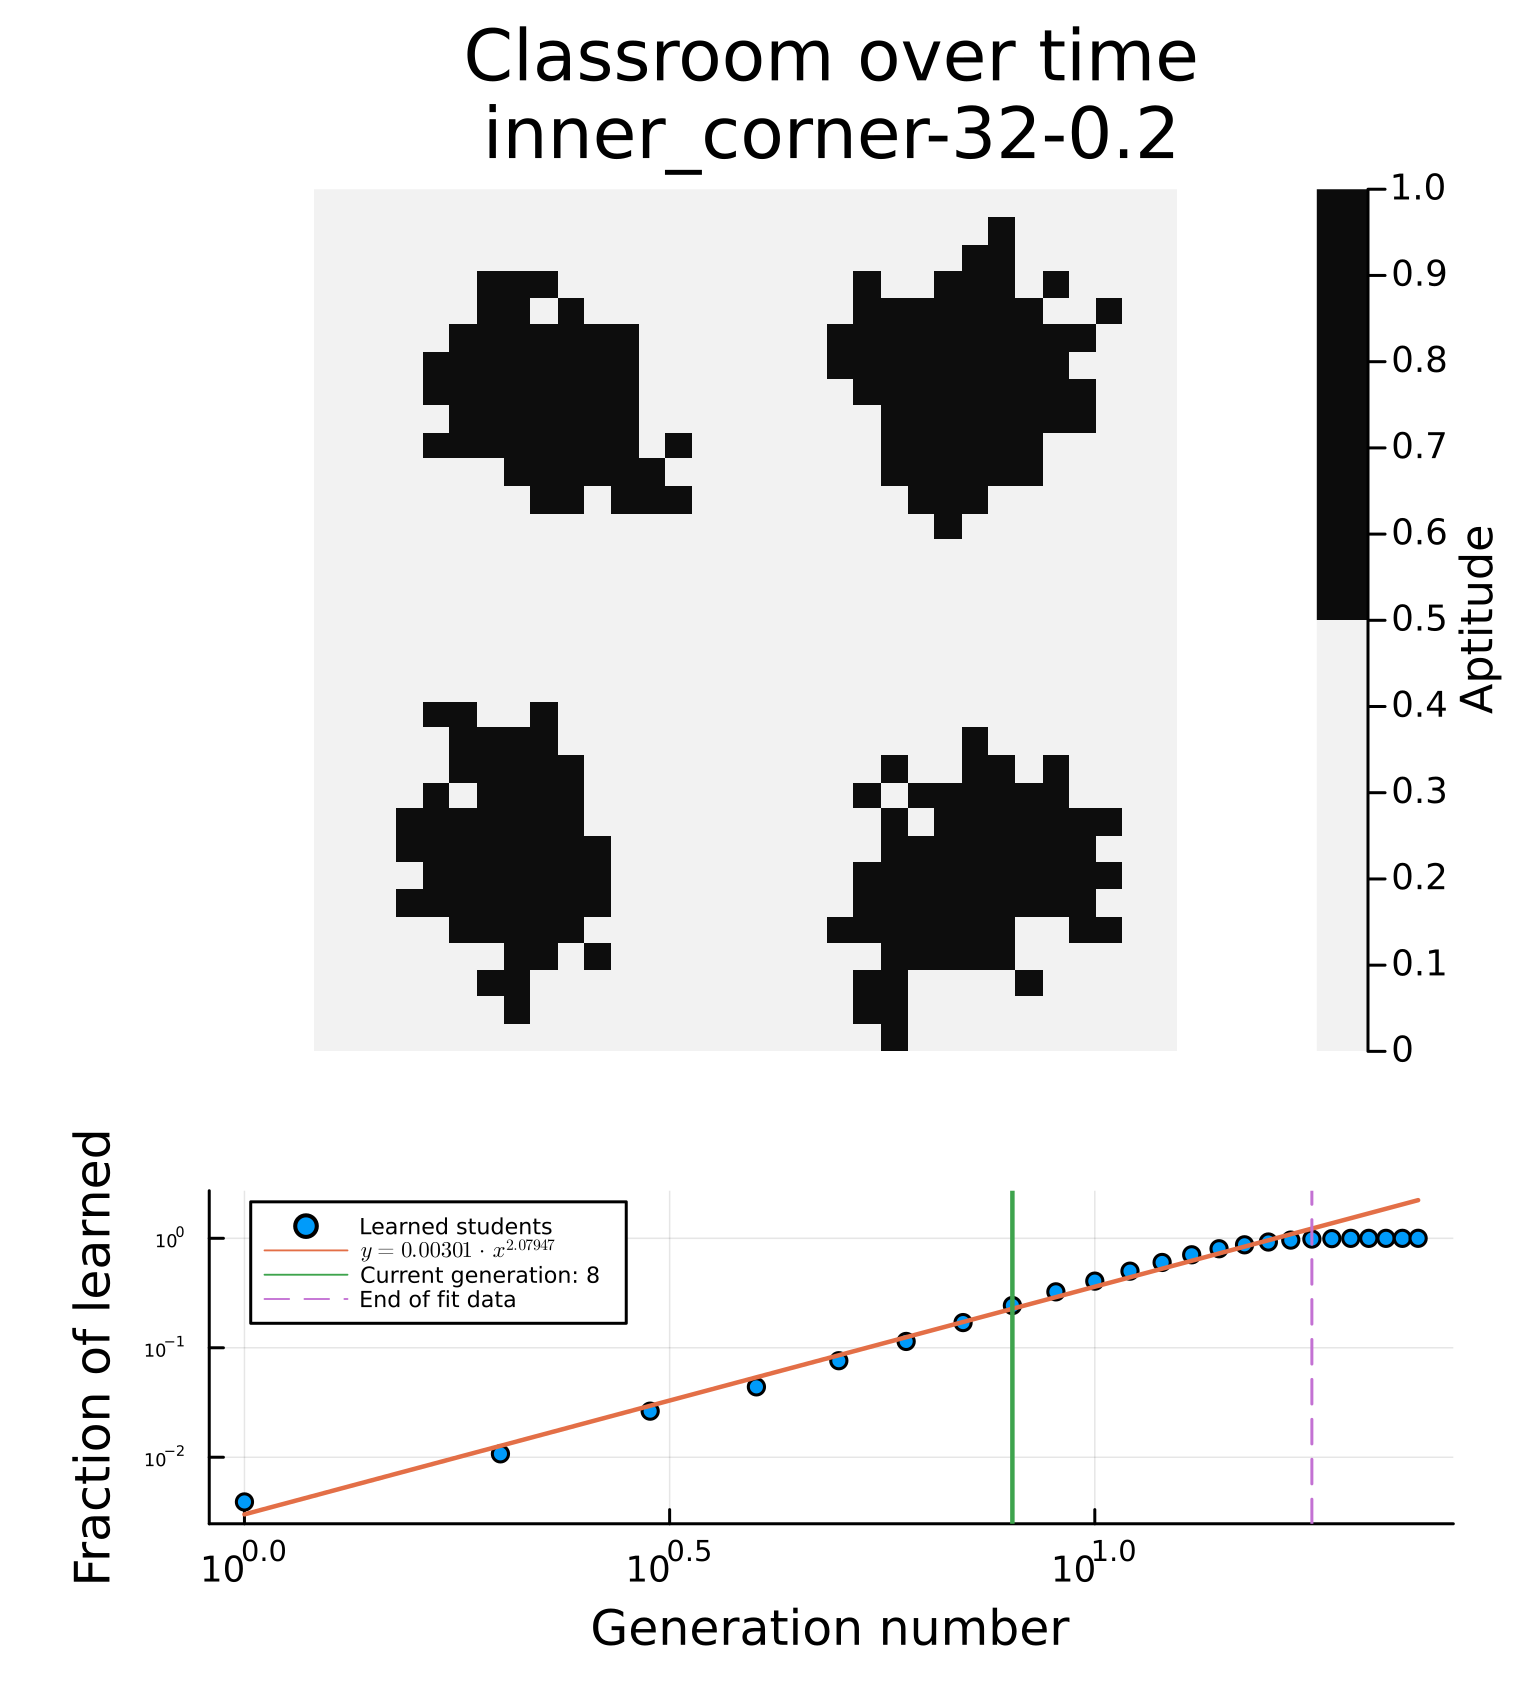 Classroom over time
inner_corner-32-0.2
1.0
0.9
0.8
0.7
0.6
0.5
0.4
0.3
0.2
0.1
0
Aptitude
Fraction of learned
10⁰
10⁻¹
10⁻²
Learned students
y = 0.00301 · x^2.07947
Current generation: 8
End of fit data
10^0.0
10^0.5
10^1.0
Generation number